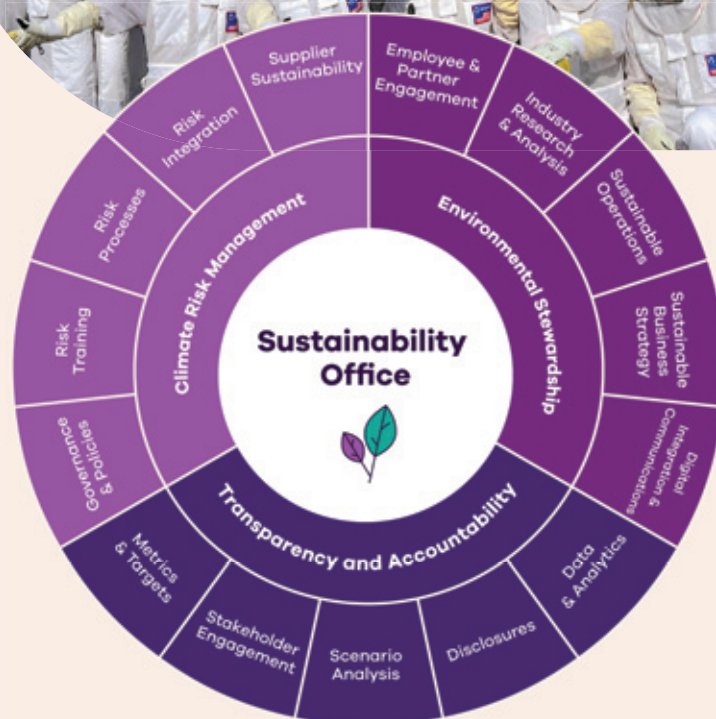 Sustainability
Office
Climate Risk Management
Environmental Stewardship
Transparency and Accountability
Employee &
Partner
Engagement
Industry
Research
& Analysis
Sustainable
Operations
Sustainable
Business
Strategy
Digital
Integration &
Communications
Data
& Analytics
Disclosures
Scenario
Analysis
Stakeholder
Engagement
Metrics
& Targets
Governance
& Policies
Risk
Training
Risk
Processes
Risk
Integration
Supplier
Sustainability